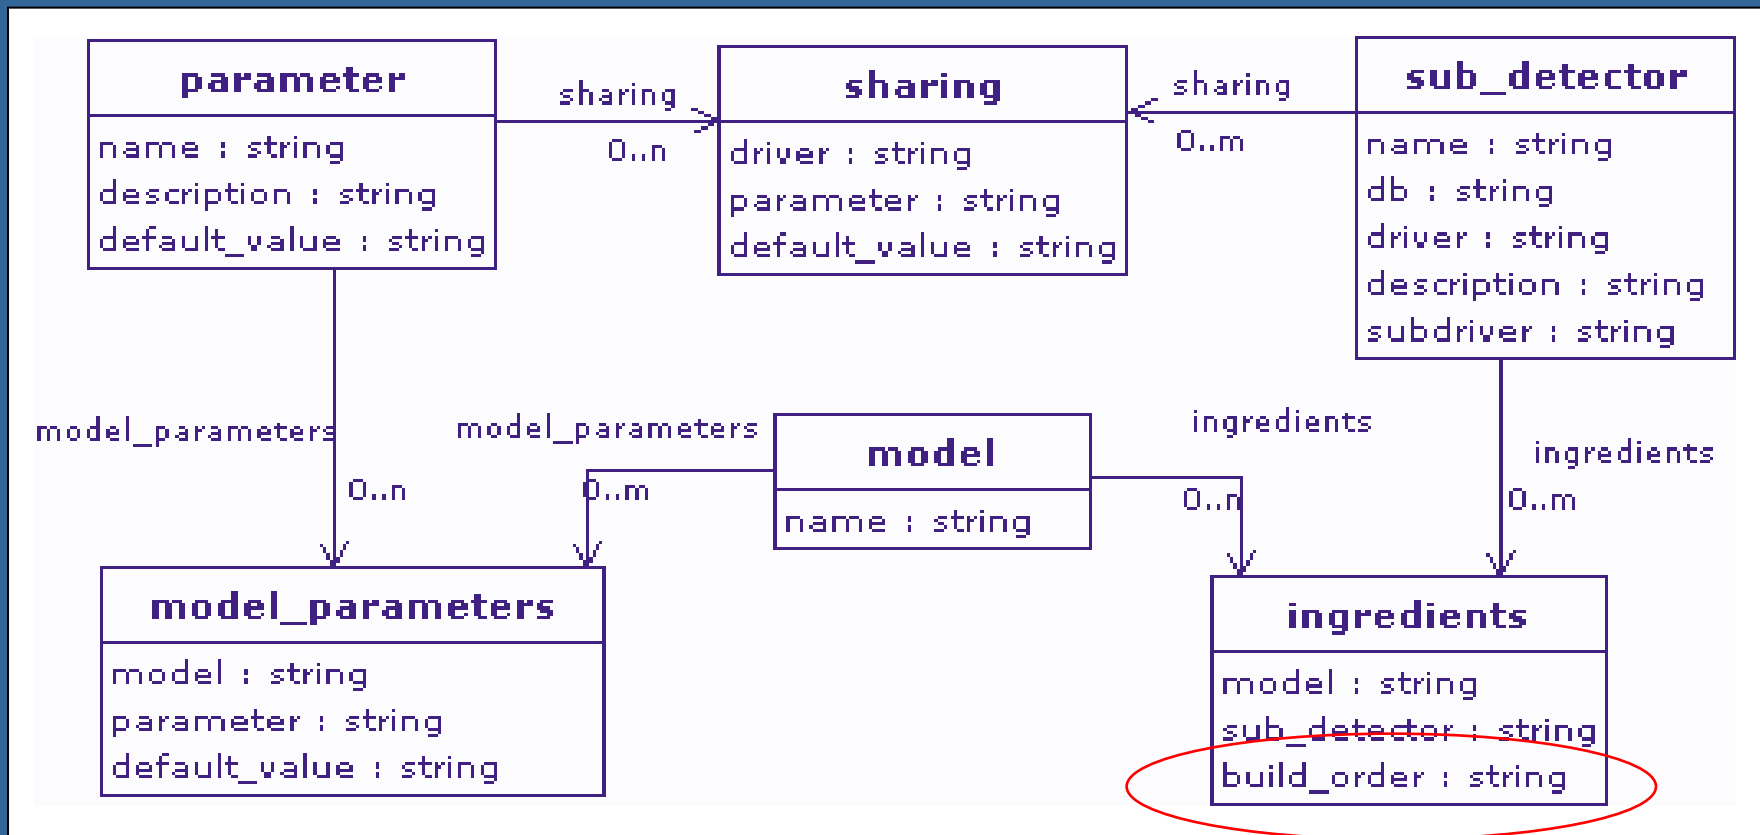 parameter
name : string
description : string
default_value : string
sharing
0..n
sharing
driver : string
parameter : string
default_value : string
sharing
0..m
sub_detector
name : string
db : string
driver : string
description : string
subdriver : string
model_parameters
0..n
model_parameters
0..m
model
name : string
ingredients
0..n
ingredients
0..m
model_parameters
model : string
parameter : string
default_value : string
ingredients
model : string
sub_detector : string
build_order : string